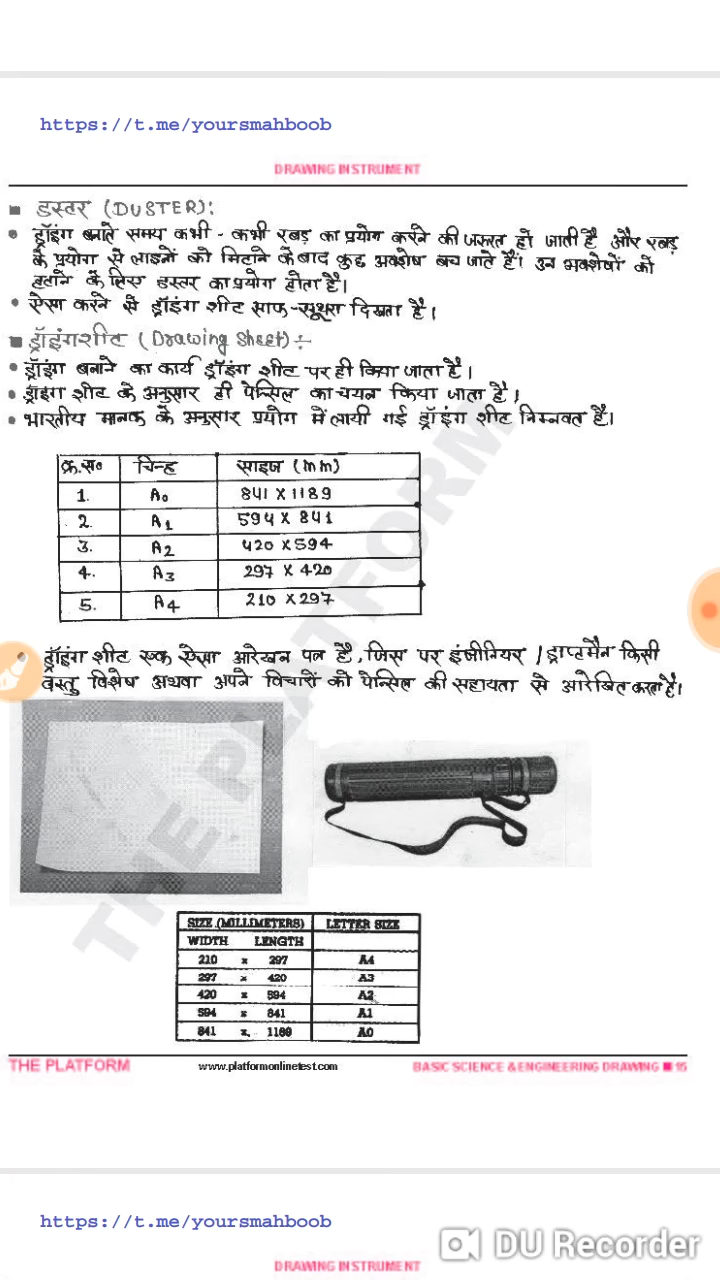 https://t.me/yoursmahboob
DRAWING INSTRUMENT
डस्टर (DUSTER):
ड्रॉइंग बनाते समय कभी - कभी रबड़ का प्रयोग करने की जरुरत हो जाती है और रबड़
के प्रयोग से लाइनों को मिटाने के बाद कुछ अवशेष बच जाते हैं। उन अवशेषों को
हटाने के लिए डस्टर का प्रयोग होता है।
ऐसा करने से ड्रॉइंग शीट साफ-सुथरा दिखता है।
ड्रॉइंगशीट (Drawing Sheet) :-
ड्रॉइंग बनाने का कार्य ड्रॉइंग शीट पर ही किया जाता है।
ड्राइंग शीट के अनुसार ही पेन्सिल का चयन किया जाता है।
भारतीय मानक के अनुसार प्रयोग में लायी गई ड्रॉइंग शीट निम्नवत है।
क्र.स० चिन्ह साइज (mm)
1. A0 841 X 1189
2. A1 594 X 841
3. A2 420 X 594
4. A3 297 X 420
5. A4 210 X 297
ड्रॉइंग शीट एक ऐसा आरेखन पत्र है, जिस पर इंजीनियर / ड्राफ्टमैन किसी
वस्तु विशेष अथवा अपने विचारों को पेन्सिल की सहायता से आरेखित करता है।
THE PLATFORM
SIZE (MILLIMETERS) LETTER SIZE
WIDTH LENGTH
210 x 297 A4
297 x 420 A3
420 x 594 A2
594 x 841 A1
841 x 1189 A0
THE PLATFORM www.platformonlinetest.com BASIC SCIENCE & ENGINEERING DRAWING ■ 15
https://t.me/yoursmahboob
DU Recorder
DRAWING INSTRUMENT